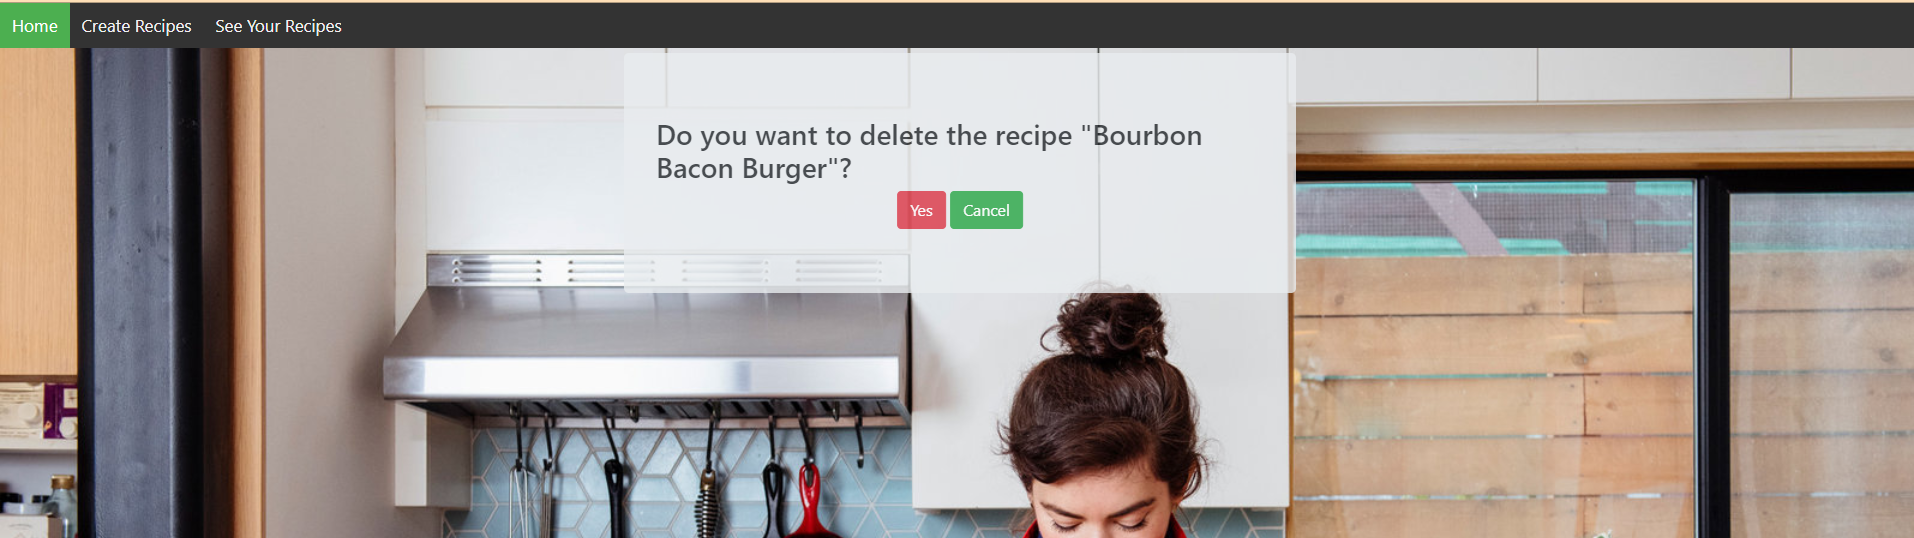 Home Create Recipes See Your Recipes
Do you want to delete the recipe "Bourbon
Bacon Burger"?
Yes Cancel